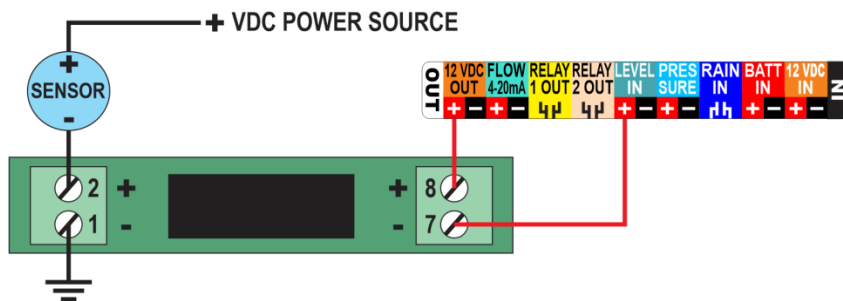 + VDC POWER SOURCE
+
SENSOR
-
OUT
12 VDC OUT
FLOW 4-20mA
RELAY 1 OUT
RELAY 2 OUT
LEVEL IN
PRES SURE
RAIN IN
BATT IN
12 VDC IN
IN
+ - + - + - + - + - + -
2 +
1 -
+ 8
- 7